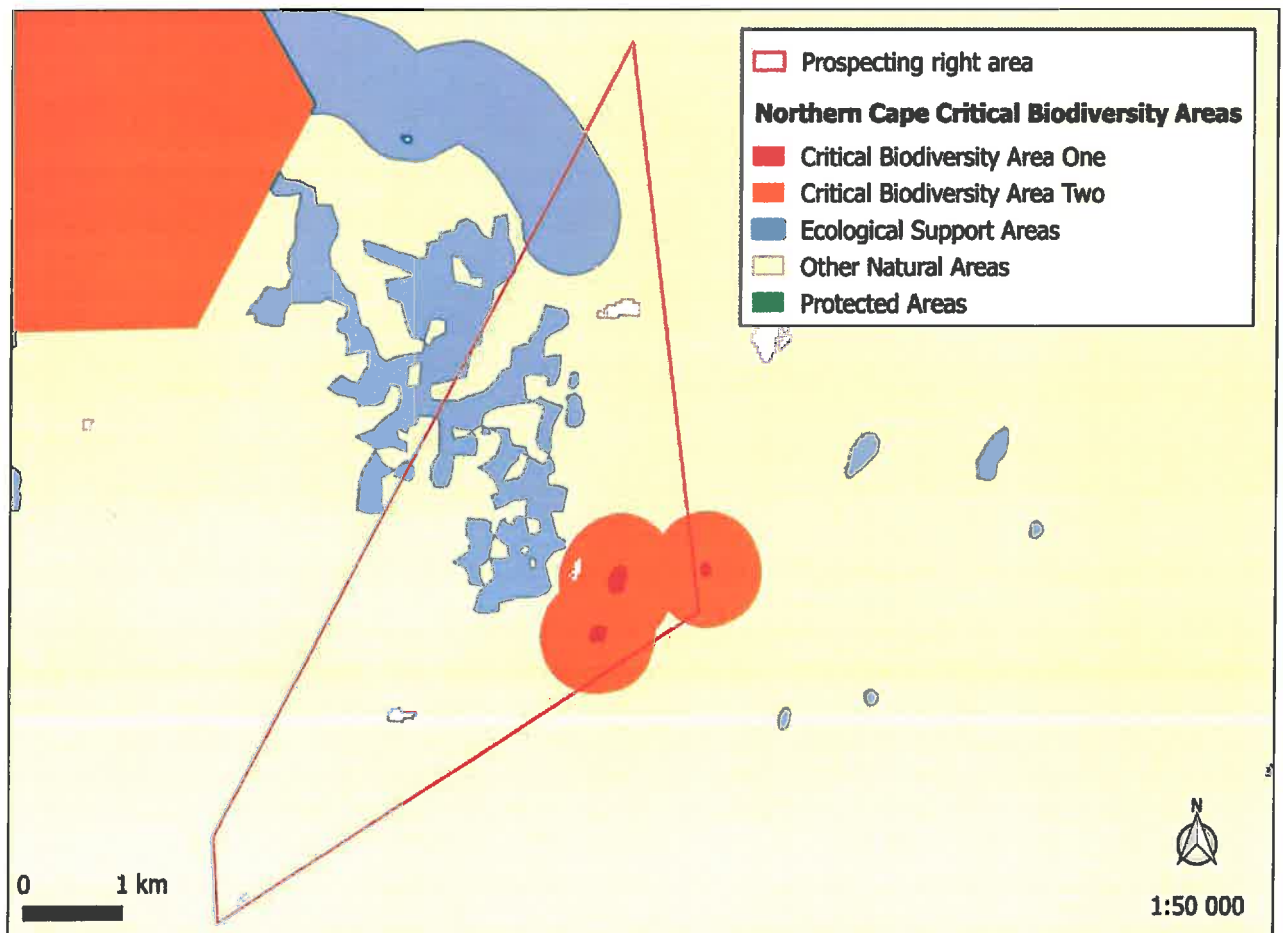 Prospecting right area
Northern Cape Critical Biodiversity Areas
Critical Biodiversity Area One
Critical Biodiversity Area Two
Ecological Support Areas
Other Natural Areas
Protected Areas
N
0 1 km
1:50 000